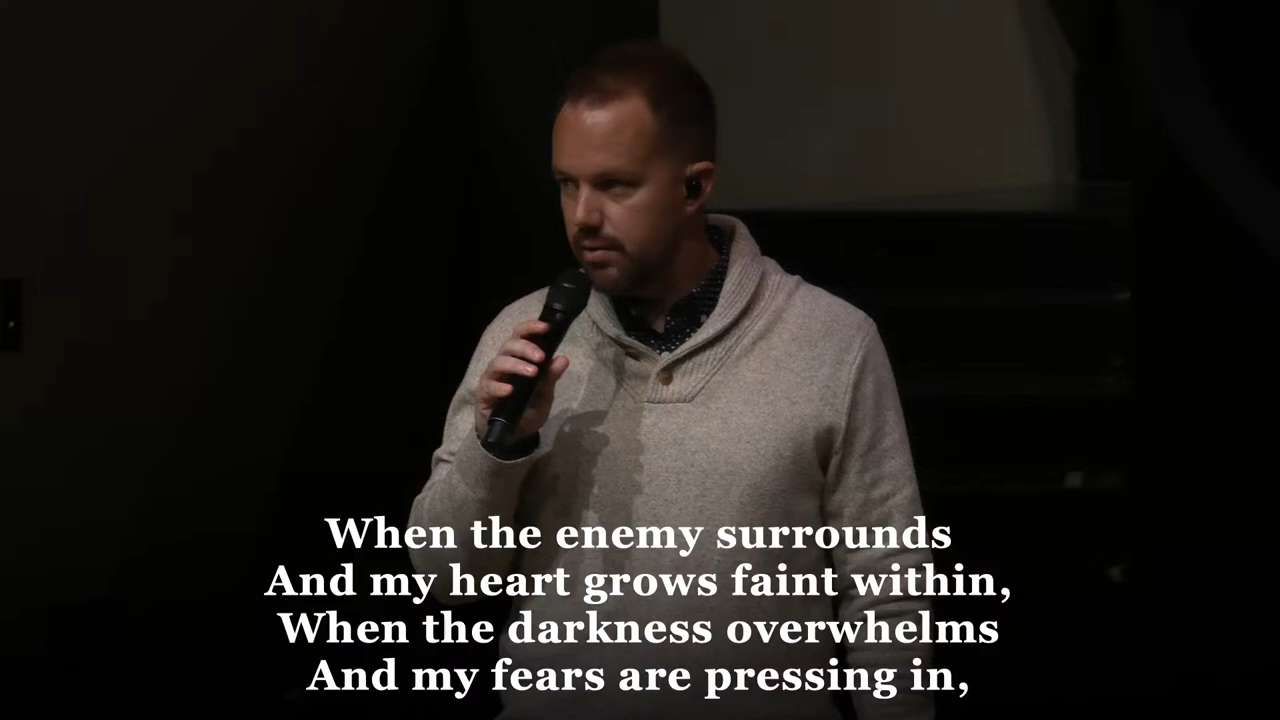 When the enemy surrounds
And my heart grows faint within,
When the darkness overwhelms
And my fears are pressing in,